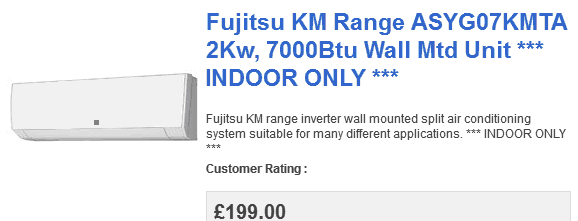 Fujitsu KM Range ASYG07KMTA
2Kw, 7000Btu Wall Mtd Unit ***
INDOOR ONLY ***
Fujitsu KM range inverter wall mounted split air conditioning
system suitable for many different applications. *** INDOOR ONLY
***
Customer Rating :
£199.00